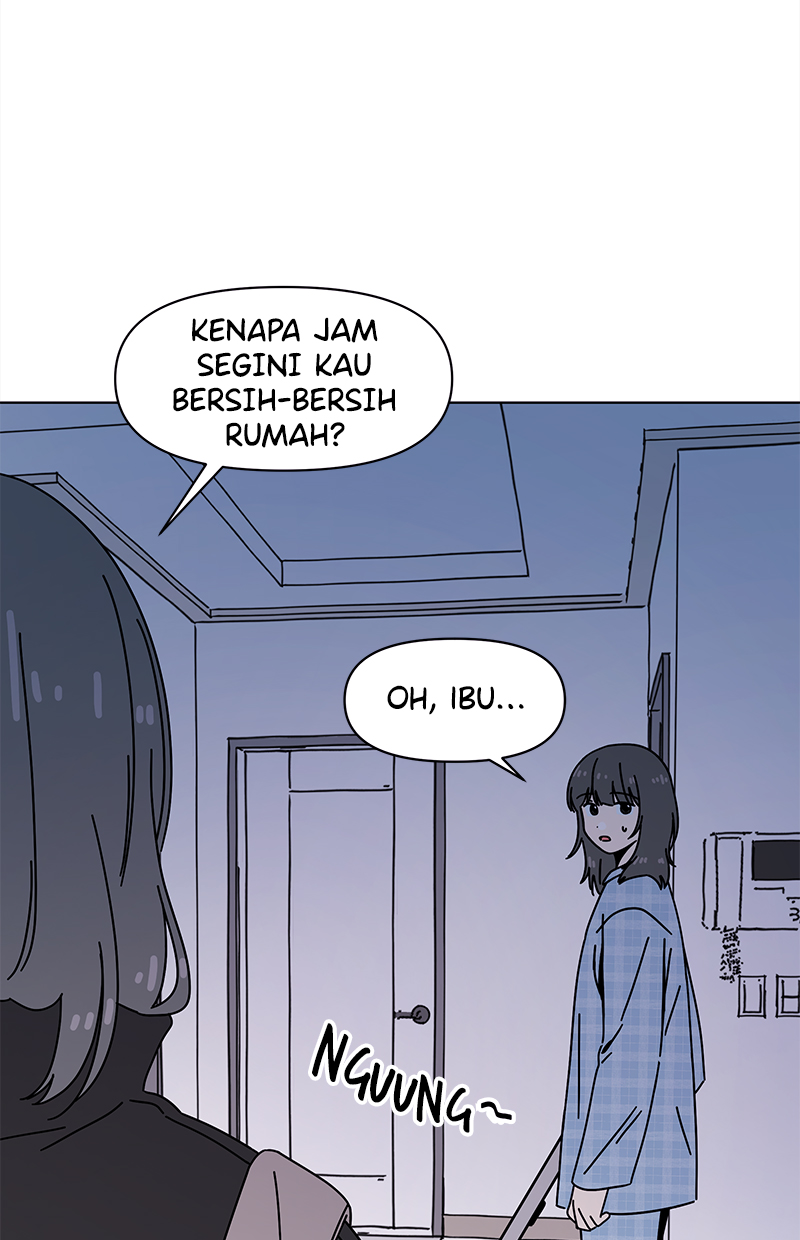 KENAPA JAM
SEGINI KAU
BERSIH-BERSIH
RUMAH?
OH, IBU...
NGUUNG~